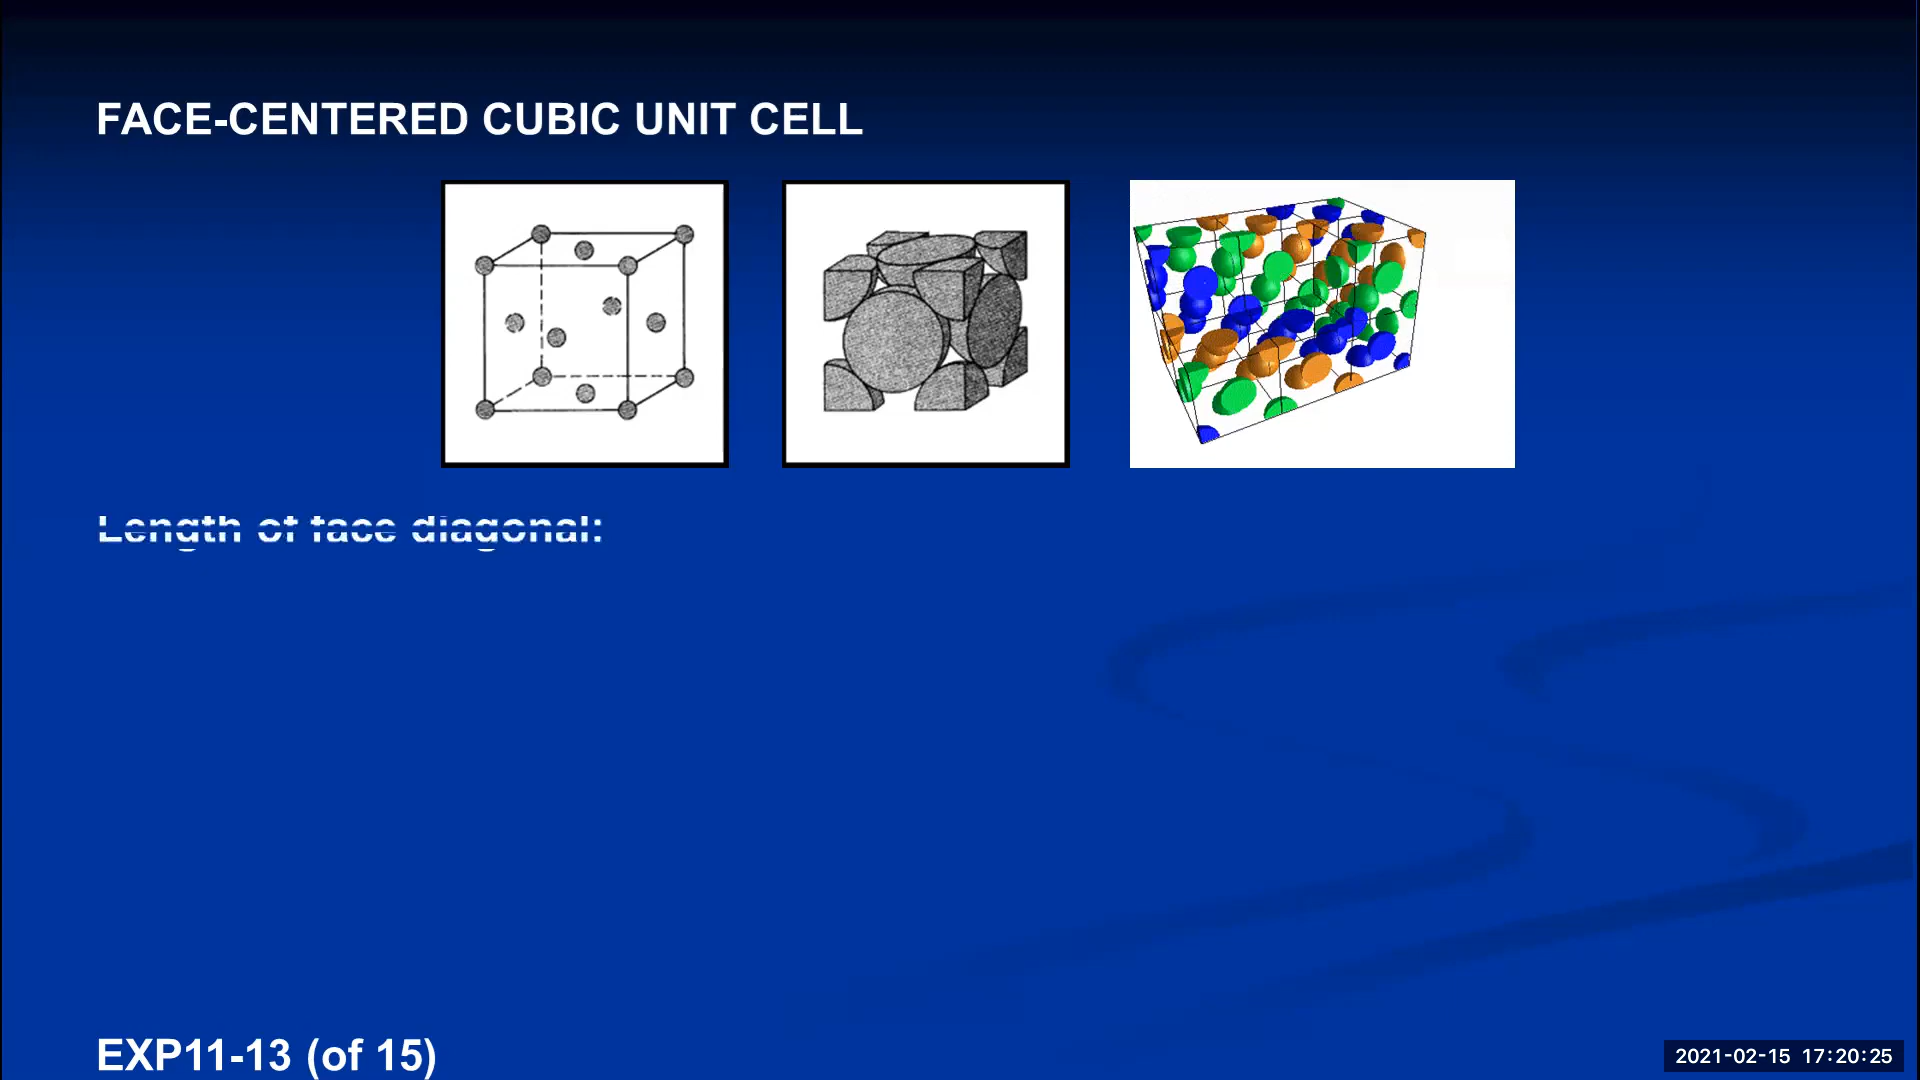 FACE-CENTERED CUBIC UNIT CELL
Length of face diagonal:
EXP11-13 (of 15)
2021-02-15 17:20:25